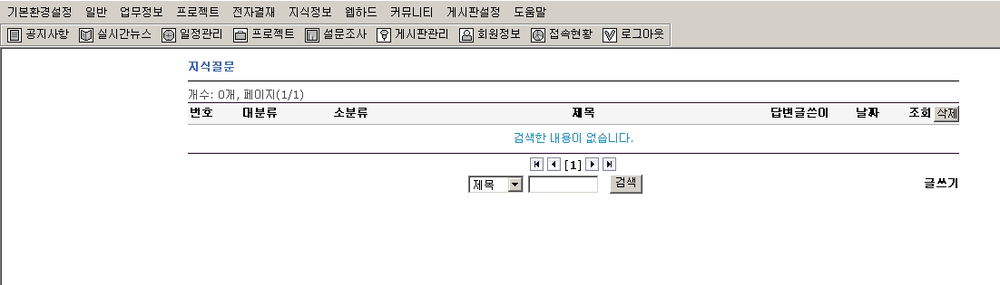 기본환경설정 일반 업무정보 프로젝트 전자결재 지식정보 웹하드 커뮤니티 게시판설정 도움말
공지사항 실시간뉴스 일정관리 프로젝트 설문조사 게시판관리 회원정보 접속현황 로그아웃
지식질문
개수: 0개, 페이지(1/1)
번호 대분류 소분류 제목 답변글쓴이 날짜 조회 삭제
검색한 내용이 없습니다.
[1]
제목 검색 글쓰기